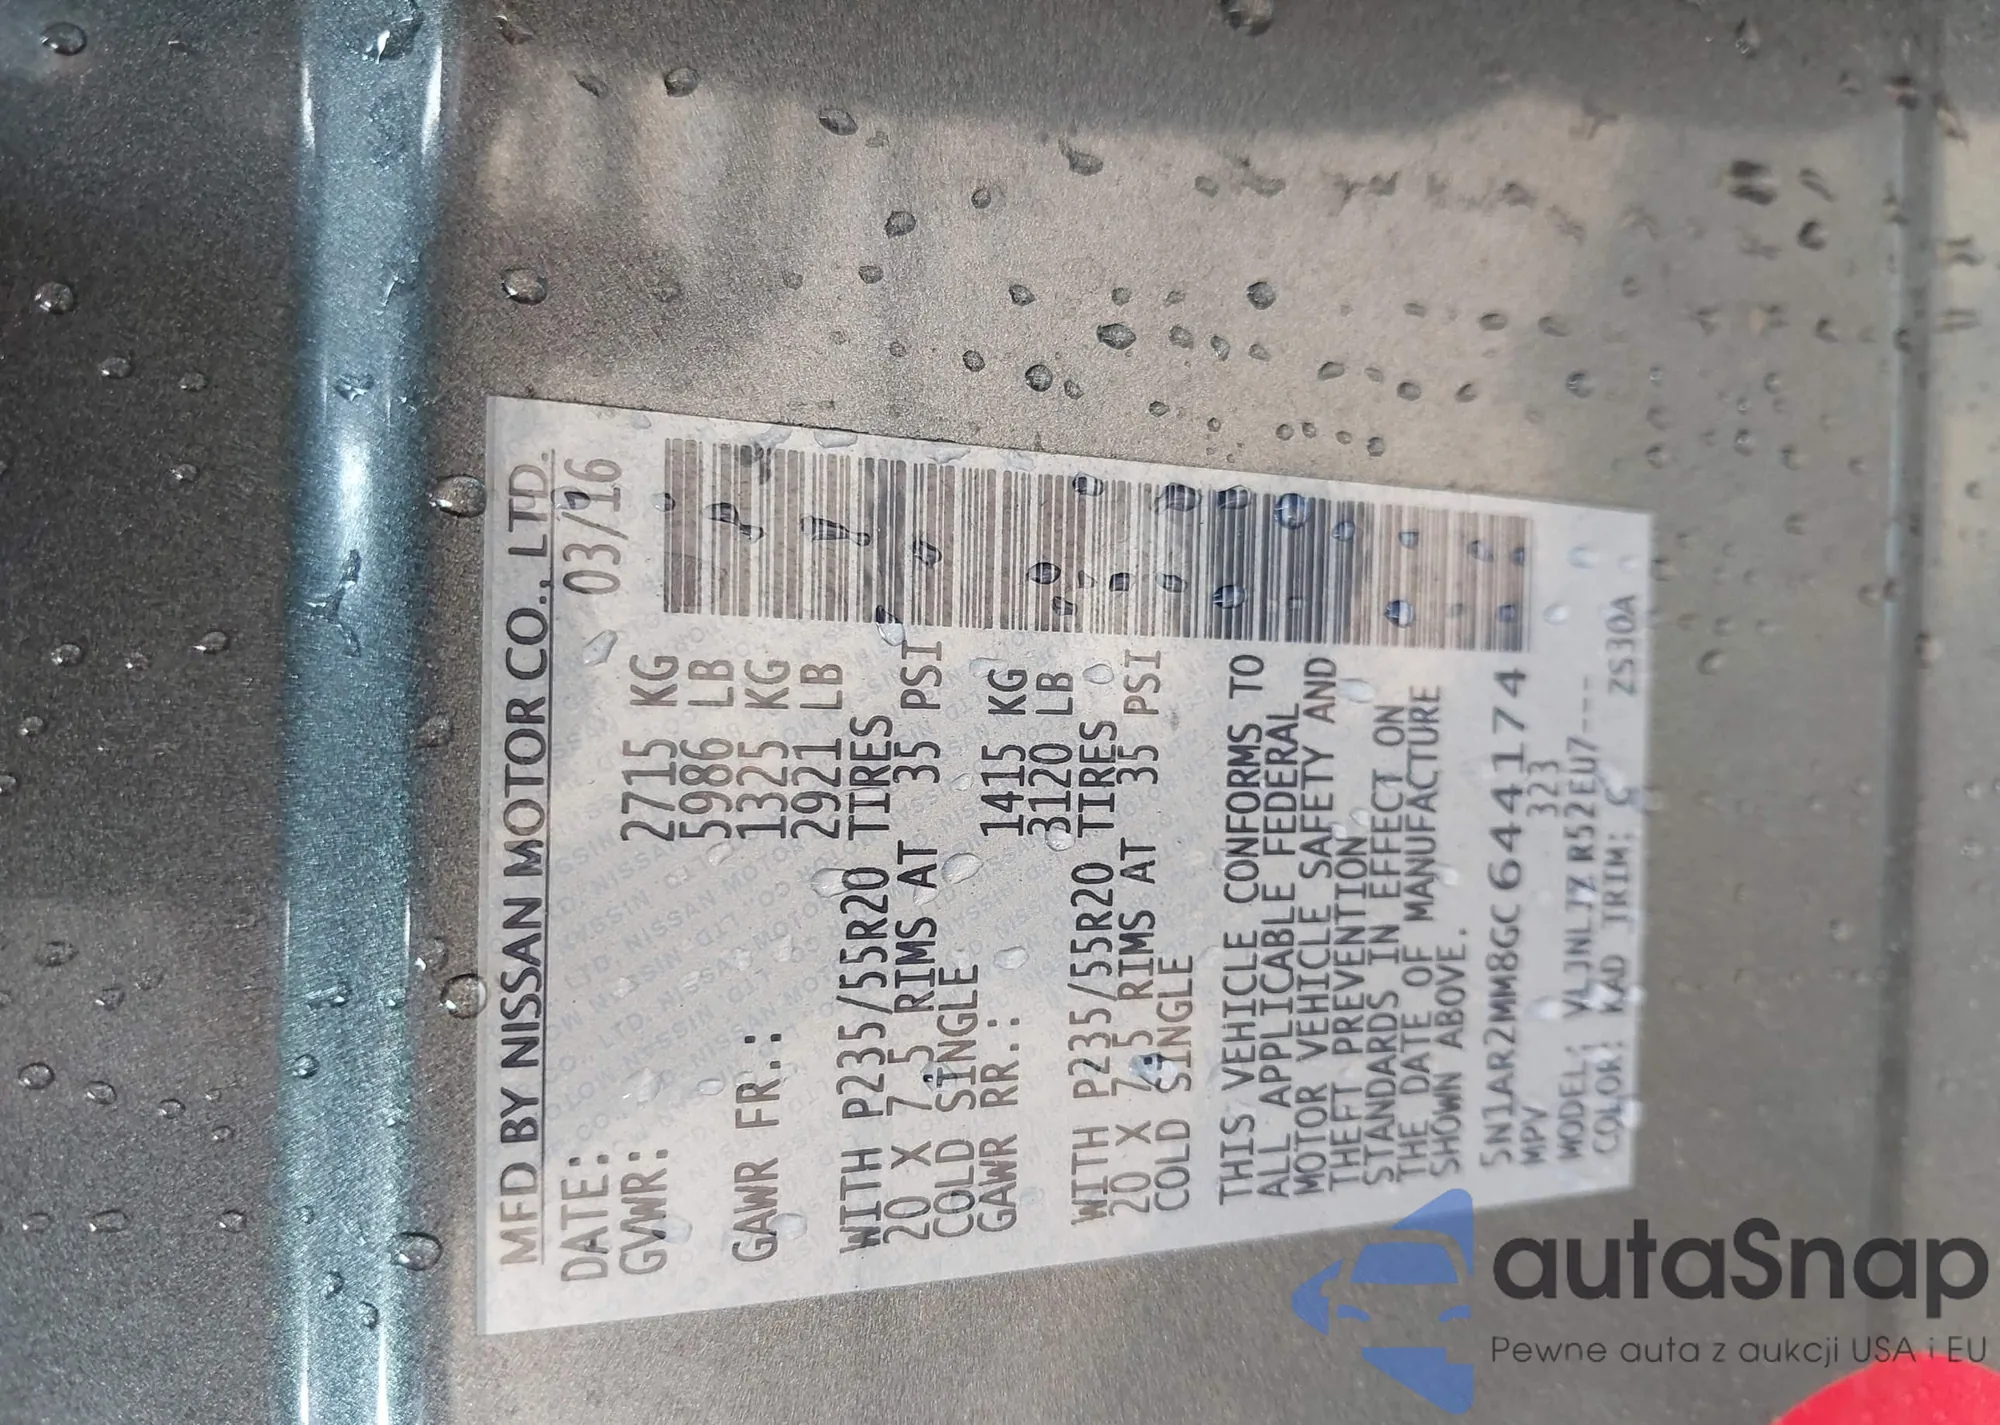 MFD BY NISSAN MOTOR CO., LTD.
DATE: 03/16
GVWR: 2715 KG
5986 LB
GAWR FR.: 1325 KG
2921 LB
WITH P235/55R20 TIRES
20 X 7.5 RIMS AT 35 PSI
COLD SINGLE
GAWR RR.: 1415 KG
3120 LB
WITH P235/55R20 TIRES
20 X 7.5 RIMS AT 35 PSI
COLD SINGLE
THIS VEHICLE CONFORMS TO
ALL APPLICABLE FEDERAL
MOTOR VEHICLE SAFETY AND
THEFT PREVENTION
STANDARDS IN EFFECT ON
THE DATE OF MANUFACTURE
SHOWN ABOVE.
5N1AR2MM8GC644174
MPV 323
MODEL: R52EU7---
COLOR: KAD TRIM: G ZS30A
autoSnap
Pewne auta z aukcji USA i EU